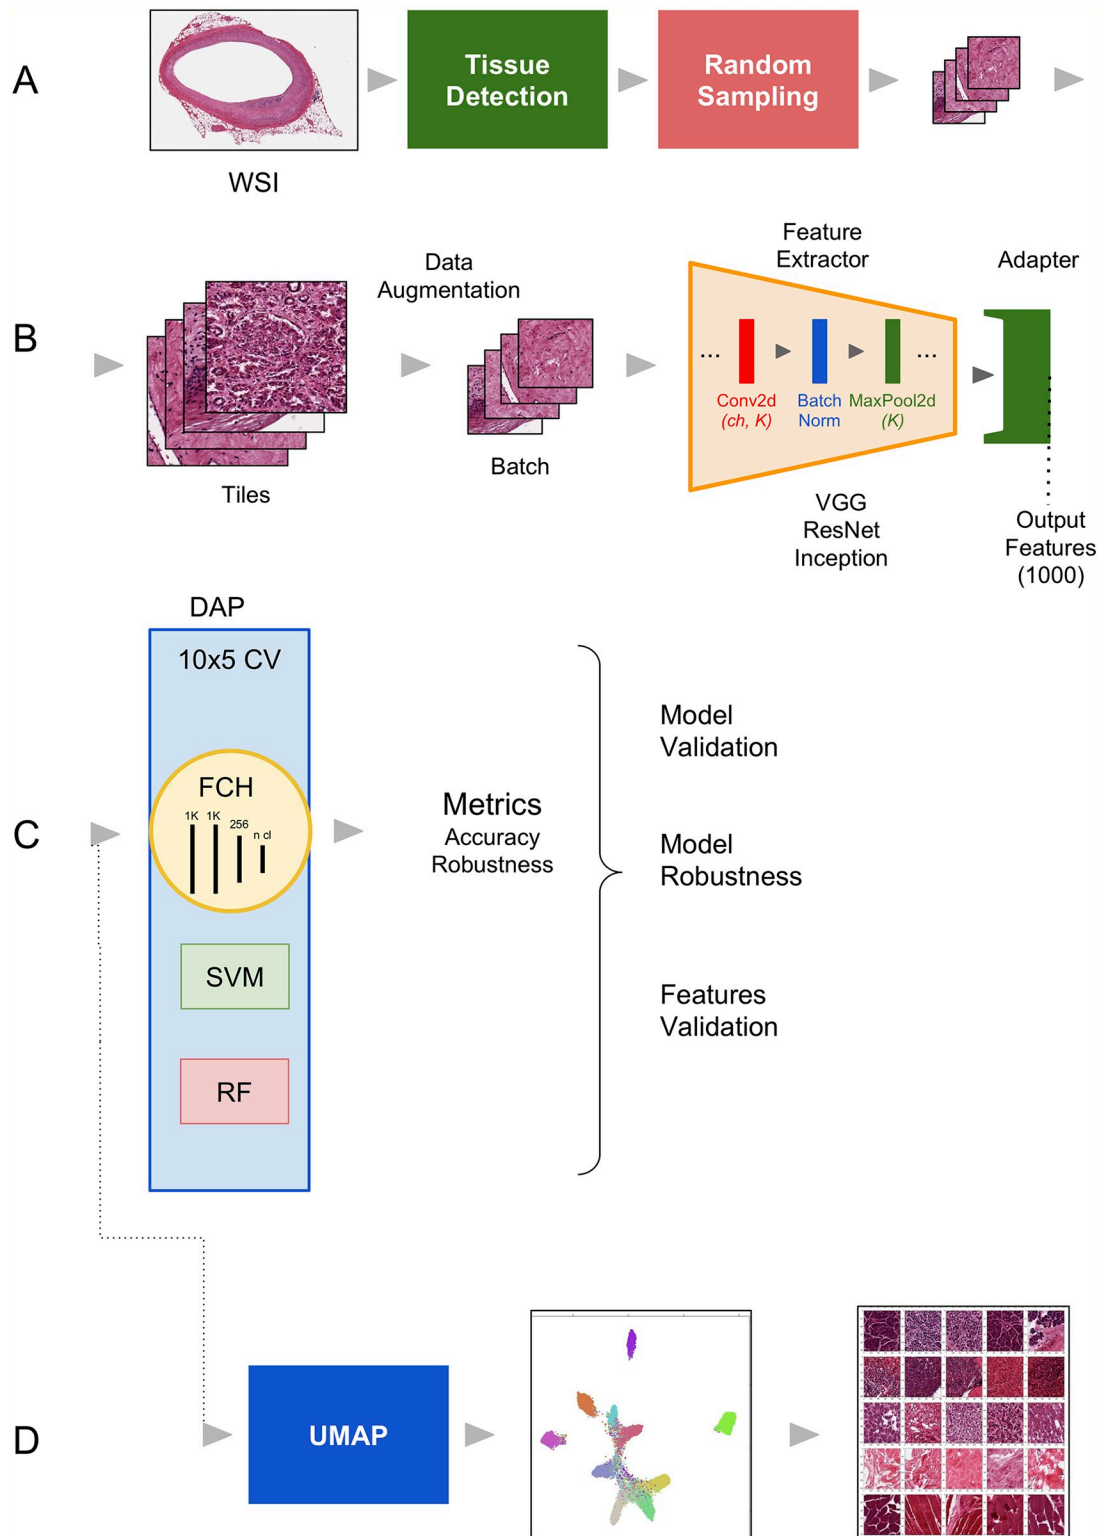 A
Tissue
Detection
Random
Sampling
WSI
B
Data
Augmentation
Feature
Extractor
Adapter
...
...
Conv2d
(ch, K)
Batch
Norm
MaxPool2d
(K)
Tiles
Batch
VGG
ResNet
Inception
Output
Features
(1000)
DAP
10x5 CV
C
FCH
1K 1K 256 n cl
SVM
RF
Metrics
Accuracy
Robustness
Model
Validation
Model
Robustness
Features
Validation
D
UMAP